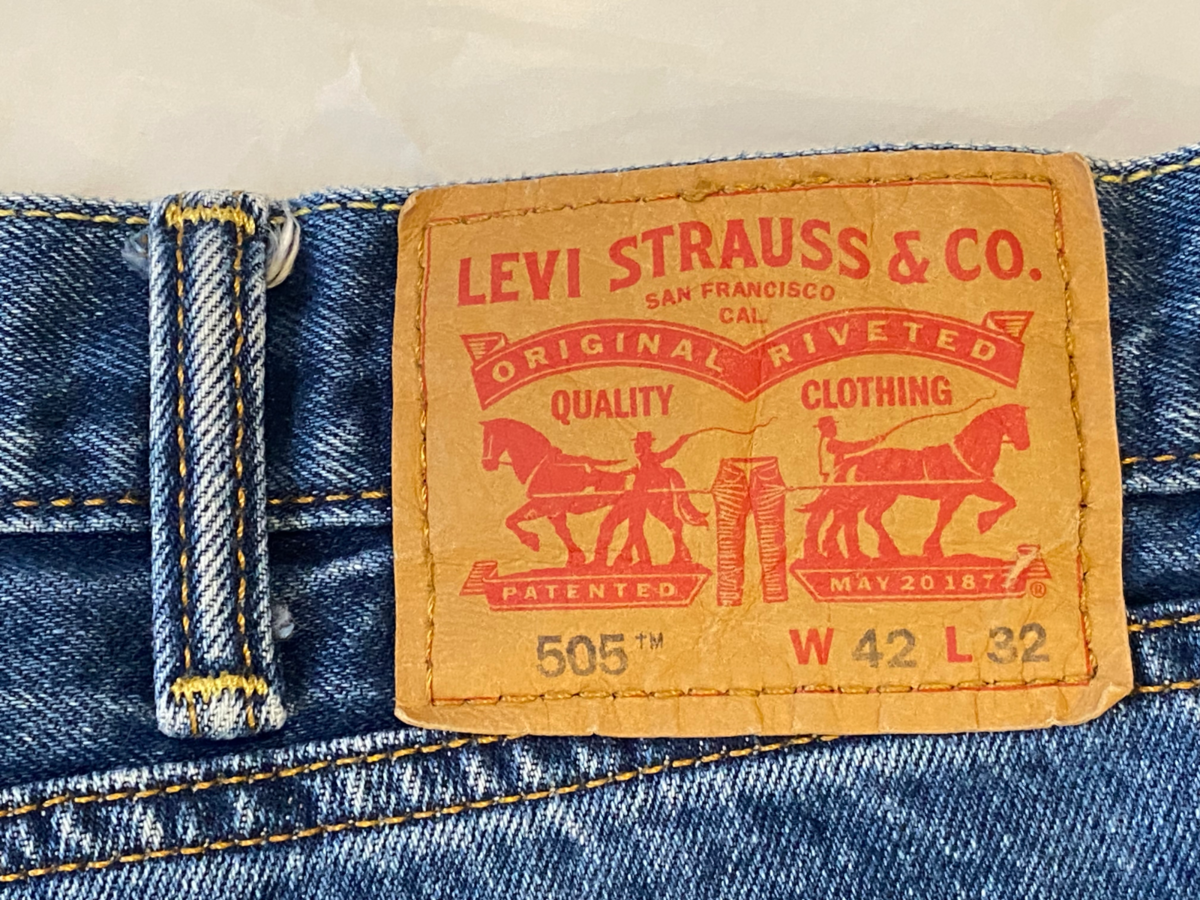 LEVI STRAUSS & CO.
SAN FRANCISCO
CAL.
ORIGINAL RIVETED
QUALITY CLOTHING
PATENTED MAY 20 1873 ®
505™ W 42 L 32